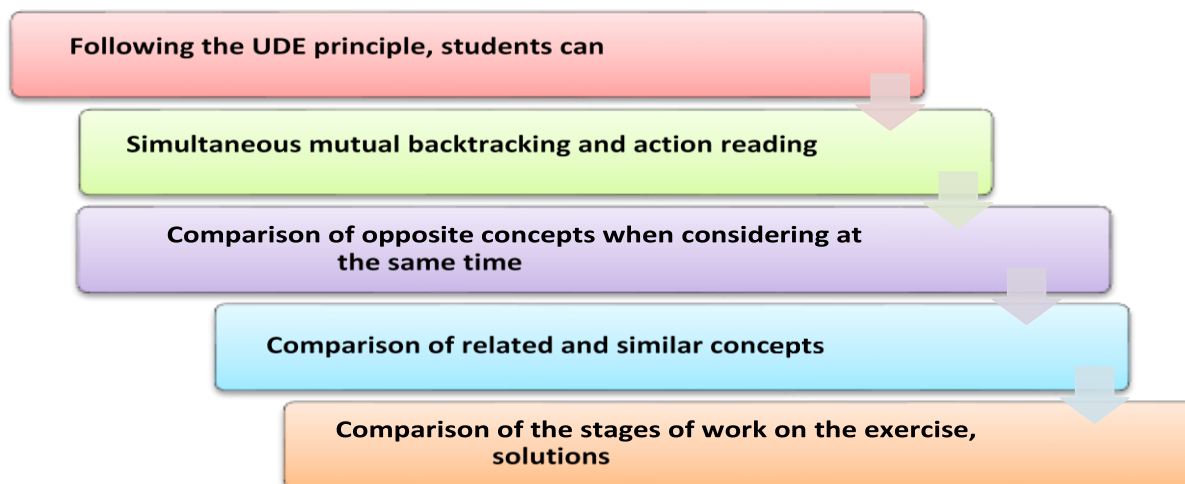 Following the UDE principle, students can
Simultaneous mutual backtracking and action reading
Comparison of opposite concepts when considering at
the same time
Comparison of related and similar concepts
Comparison of the stages of work on the exercise,
solutions